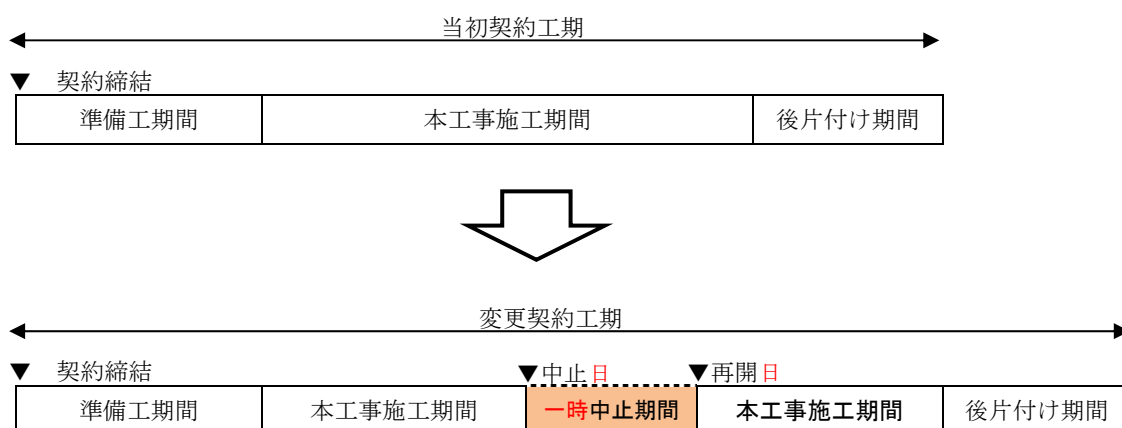 当初契約工期
▼ 契約締結
準備工期間 本工事施工期間 後片付け期間
変更契約工期
▼ 契約締結 ▼中止日 ▼再開日
準備工期間 本工事施工期間 一時中止期間 本工事施工期間 後片付け期間